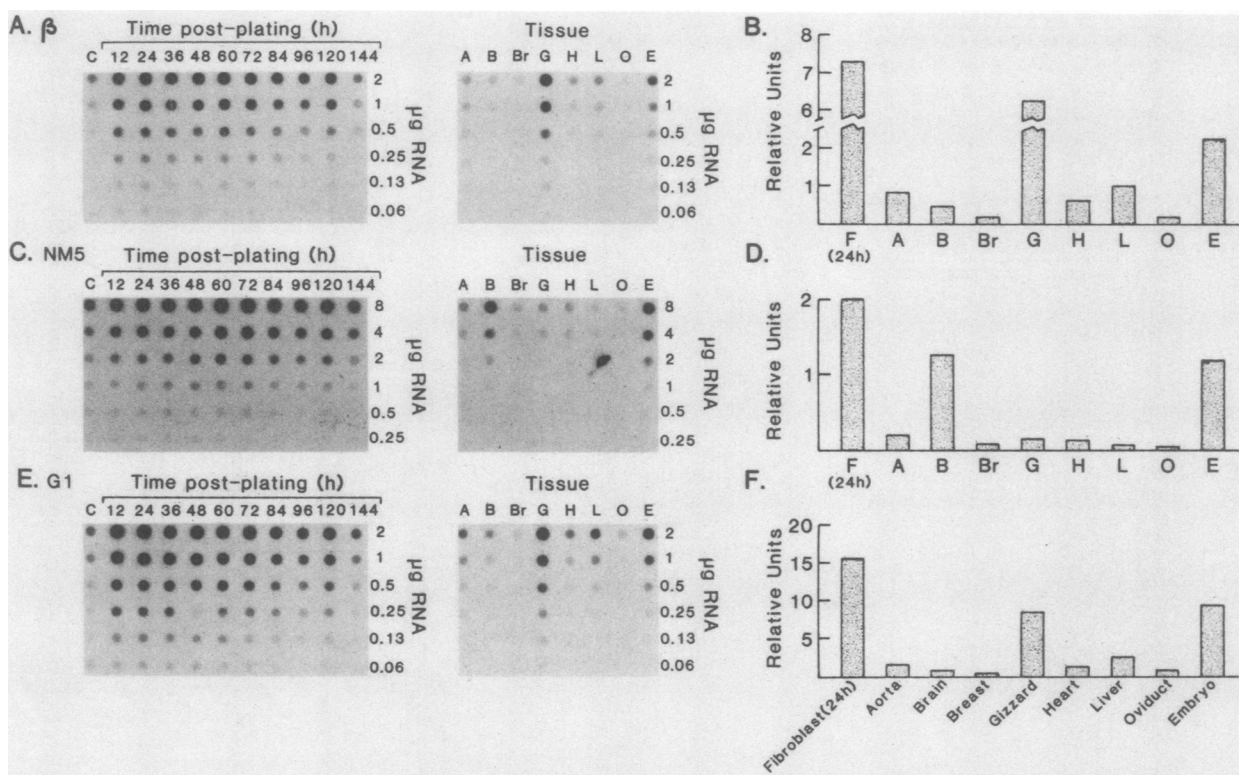 A. β
Time post-plating (h)
C 12 24 36 48 60 72 84 96 120 144
Tissue
A B Br G H L O E
2
1
0.5
0.25
0.13
0.06
µg RNA
2
1
0.5
0.25
0.13
0.06
µg RNA
B.
Relative Units
8
7
6
2
1
F A B Br G H L O E
(24h)
C. NM5
Time post-plating (h)
C 12 24 36 48 60 72 84 96 120 144
Tissue
A B Br G H L O E
8
4
2
1
0.5
0.25
µg RNA
8
4
2
1
0.5
0.25
µg RNA
D.
Relative Units
2
1
F A B Br G H L O E
(24h)
E. G1
Time post-plating (h)
C 12 24 36 48 60 72 84 96 120 144
Tissue
A B Br G H L O E
2
1
0.5
0.25
0.13
0.06
µg RNA
2
1
0.5
0.25
0.13
0.06
µg RNA
F.
Relative Units
20
15
10
5
Fibroblast(24h)
Aorta
Brain
Breast
Gizzard
Heart
Liver
Oviduct
Embryo